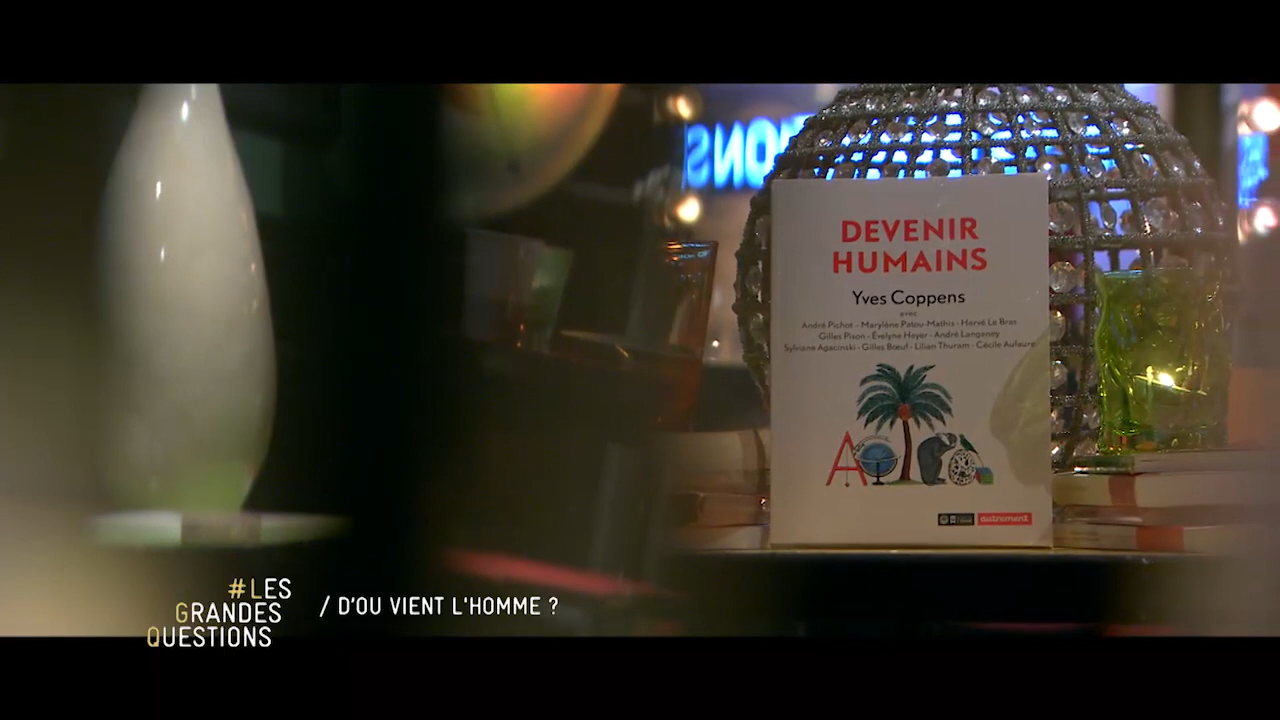 DEVENIR
HUMAINS
Yves Coppens
avec
André Pichot - Marylène Patou-Mathis - Hervé Le Bras
Gilles Pison - Évelyne Heyer - André Langaney
Sylviane Agacinski - Gilles Bœuf - Lilian Thuram - Cécile Aufaure
autrement
#LES
GRANDES
QUESTIONS
/ D'OU VIENT L'HOMME ?